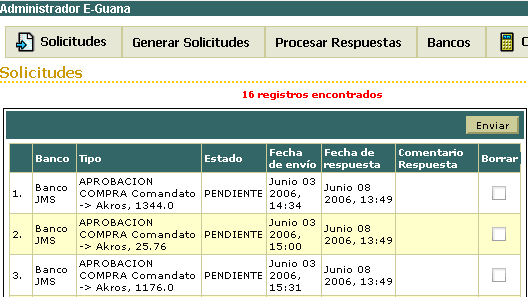 Administrador E-Guana
Solicitudes Generar Solicitudes Procesar Respuestas Bancos
Solicitudes
16 registros encontrados
Enviar
Banco Tipo Estado Fecha de envío Fecha de respuesta Comentario Respuesta Borrar
1. Banco JMS APROBACION COMPRA Comandato -> Akros, 1344.0 PENDIENTE Junio 03 2006, 14:34 Junio 08 2006, 13:49
2. Banco JMS APROBACION COMPRA Comandato -> Akros, 25.76 PENDIENTE Junio 03 2006, 15:00 Junio 08 2006, 13:49
3. Banco JMS APROBACION COMPRA Comandato -> Akros, 1176.0 PENDIENTE Junio 03 2006, 15:31 Junio 08 2006, 13:49